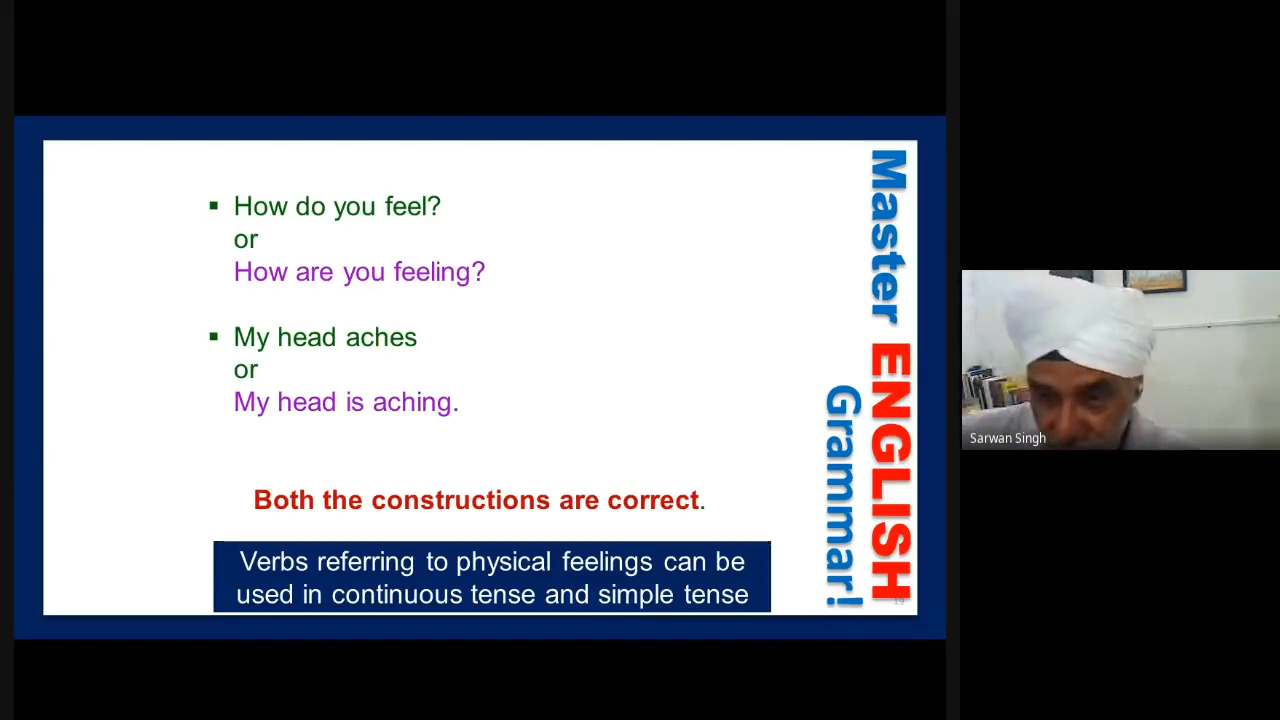 ▪ How do you feel?
or
How are you feeling?
▪ My head aches
or
My head is aching.
Both the constructions are correct.
Verbs referring to physical feelings can be
used in continuous tense and simple tense
Master ENGLISH
Grammar!
19
Sarwan Singh